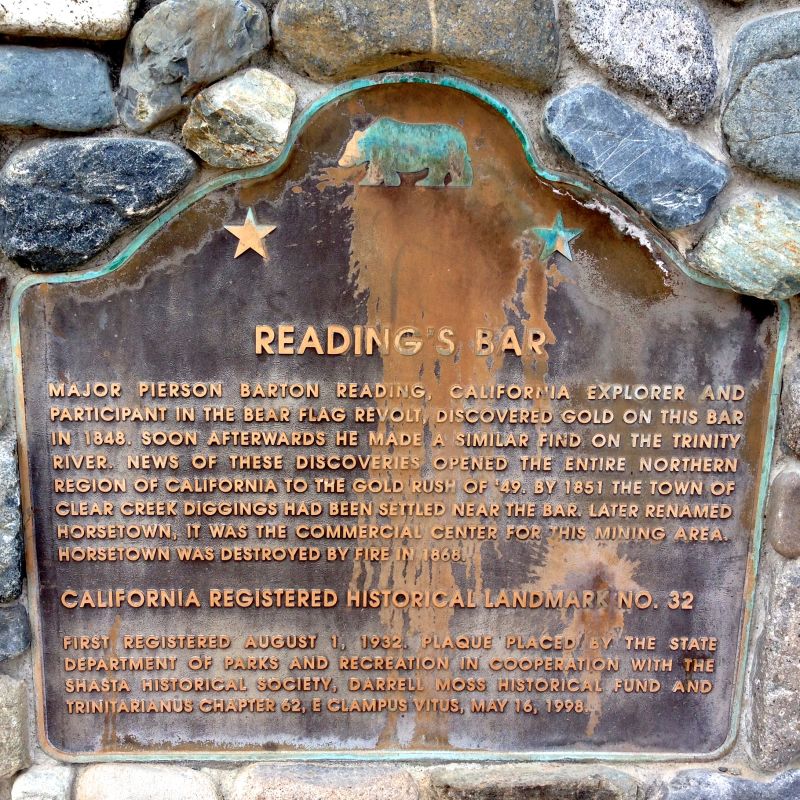 READING'S BAR
MAJOR PIERSON BARTON READING, CALIFORNIA EXPLORER AND
PARTICIPANT IN THE BEAR FLAG REVOLT, DISCOVERED GOLD ON THIS BAR
IN 1848. SOON AFTERWARDS HE MADE A SIMILAR FIND ON THE TRINITY
RIVER. NEWS OF THESE DISCOVERIES OPENED THE ENTIRE NORTHERN
REGION OF CALIFORNIA TO THE GOLD RUSH OF '49. BY 1851 THE TOWN OF
CLEAR CREEK DIGGINGS HAD BEEN SETTLED NEAR THE BAR. LATER RENAMED
HORSETOWN, IT WAS THE COMMERCIAL CENTER FOR THIS MINING AREA.
HORSETOWN WAS DESTROYED BY FIRE IN 1868.
CALIFORNIA REGISTERED HISTORICAL LANDMARK NO. 32
FIRST REGISTERED AUGUST 1, 1932. PLAQUE PLACED BY THE STATE
DEPARTMENT OF PARKS AND RECREATION IN COOPERATION WITH THE
SHASTA HISTORICAL SOCIETY, DARRELL MOSS HISTORICAL FUND AND
TRINITARIANUS CHAPTER 62, E CLAMPUS VITUS, MAY 16, 1998.